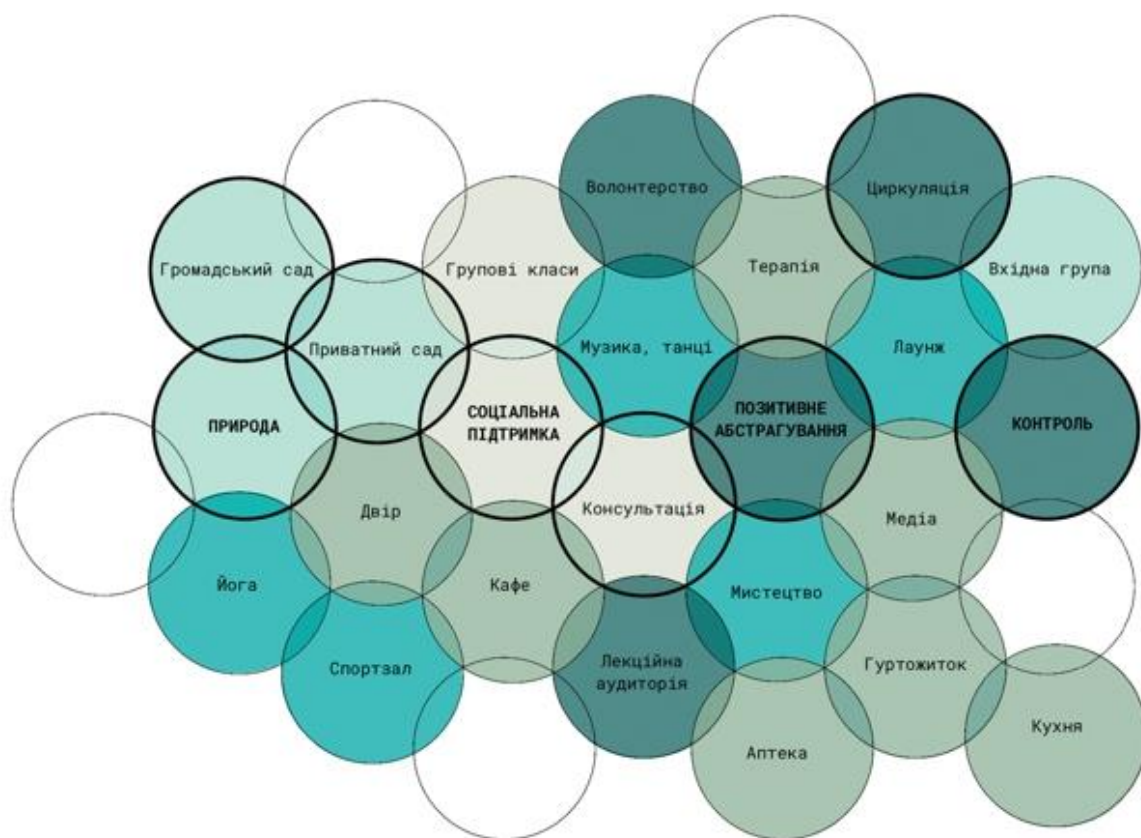 Волонтерство
Циркуляція
Громадський сад
Групові класи
Терапія
Вхідна група
Приватний сад
Музика, танці
Лаунж
ПРИРОДА
СОЦІАЛЬНА
ПІДТРИМКА
ПОЗИТИВНЕ
АБСТРАГУВАННЯ
КОНТРОЛЬ
Двір
Консультація
Медіа
Йога
Кафе
Мистецтво
Спортзал
Лекційна
аудиторія
Гуртожиток
Аптека
Кухня